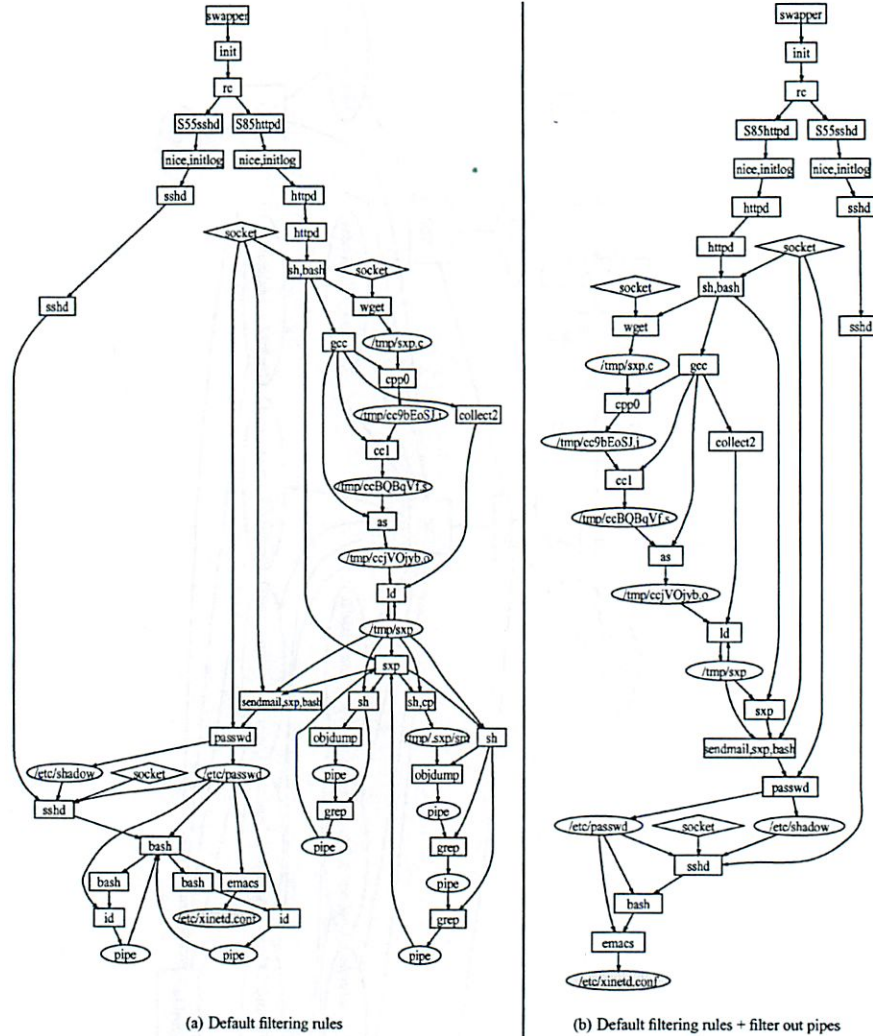 swapper
init
rc
S55sshd
S85httpd
nice,initlog
nice,initlog
sshd
httpd
socket
httpd
sh,bash
socket
sshd
wget
gcc
/tmp/sxp.c
cpp0
/tmp/cc9bEoSJ.i
collect2
cc1
/tmp/ccBQBqVf.s
as
/tmp/ccjVOjyb.o
ld
/tmp/sxp
sxp
sendmail,sxp,bash
sh
sh,cp
passwd
objdump
/tmp/.sxp/sm
sh
/etc/shadow
socket
/etc/passwd
pipe
objdump
sshd
grep
pipe
bash
pipe
grep
bash
bash
emacs
pipe
id
/etc/xinetd.conf
id
grep
pipe
pipe
pipe
(a) Default filtering rules
swapper
init
rc
S85httpd
S55sshd
nice,initlog
nice,initlog
httpd
sshd
httpd
socket
socket
sh,bash
wget
sshd
/tmp/sxp.c
gcc
cpp0
/tmp/cc9bEoSJ.i
collect2
cc1
/tmp/ccBQBqVf.s
as
/tmp/ccjVOjyb.o
ld
/tmp/sxp
sxp
sendmail,sxp,bash
passwd
/etc/passwd
socket
/etc/shadow
sshd
bash
emacs
/etc/xinetd.conf
(b) Default filtering rules + filter out pipes